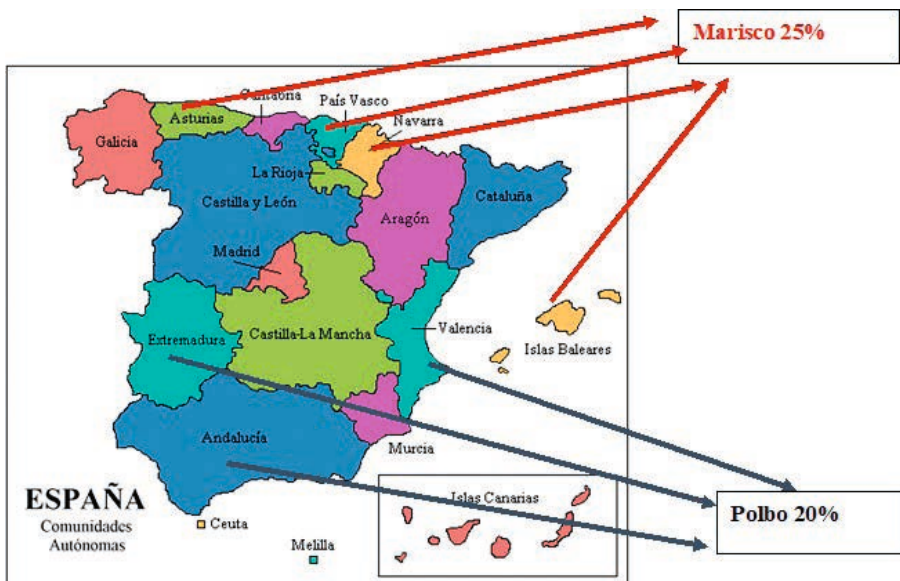 Marisco 25%
Cantabria
País Vasco
Asturias
Navarra
Galicia
La Rioja
Castilla y León
Cataluña
Aragón
Madrid
Castilla-La Mancha
Valencia
Extremadura
Islas Baleares
Andalucía
Murcia
ESPAÑA
Comunidades
Autónomas
Islas Canarias
Ceuta
Melilla
Polbo 20%